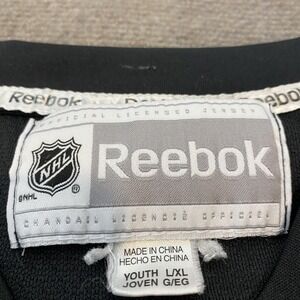 Reebok
Reebok
OFFICIAL LICENSED JERSEY
NHL
©NHL
®
Reebok
CHANDAIL LICENCIÉ OFFICIEL
MADE IN CHINA
HECHO EN CHINA
YOUTH L/XL
JOVEN G/EG